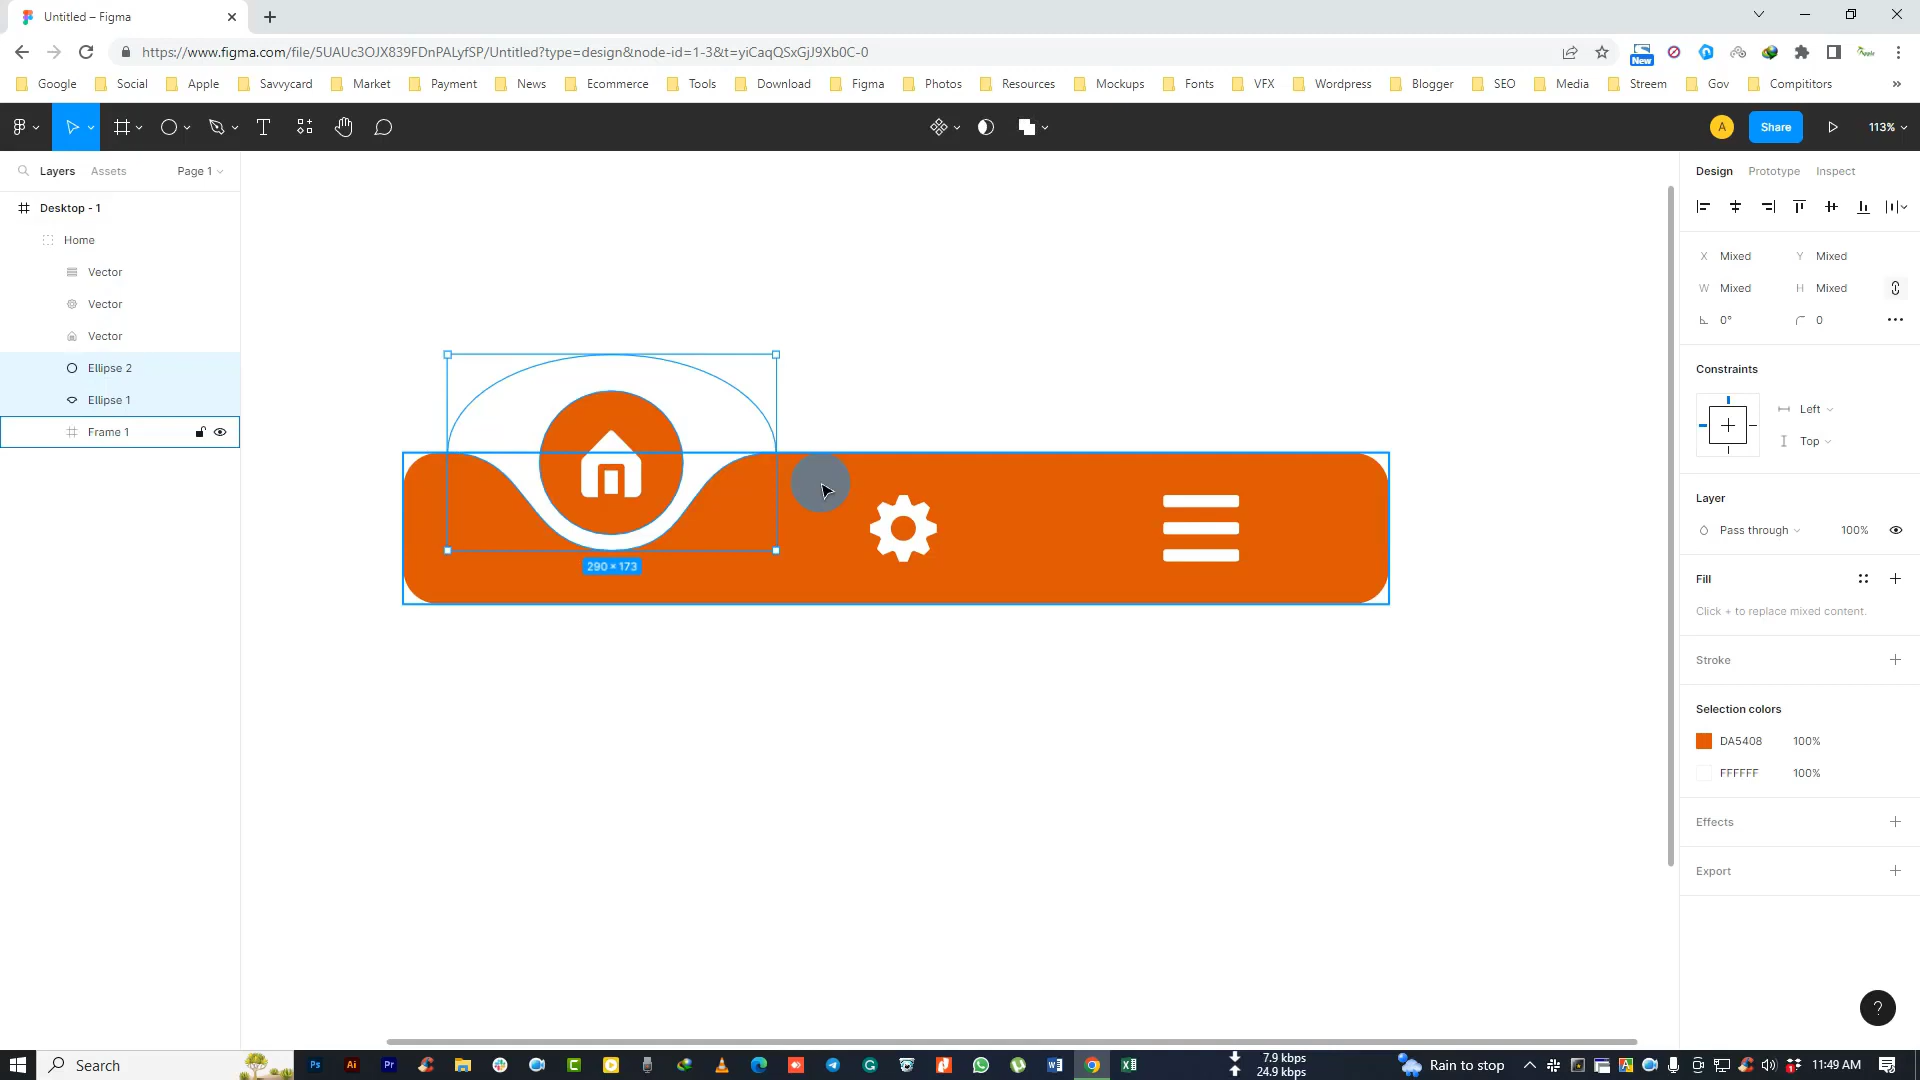 Untitled – Figma
https://www.figma.com/file/5UAUc3OJX839FDnPALyfSP/Untitled?type=design&node-id=1-3&t=yiCaqQSxGjJ9Xb0C-0
New
Google Social Apple Savvycard Market Payment News Ecommerce Tools Download Figma Photos Resources Mockups Fonts VFX Wordpress Blogger SEO Media Streem Gov Compitiors »
A Share 113%
Layers Assets Page 1
Design Prototype Inspect
Desktop - 1
Home
Vector
Vector
Vector
Ellipse 2
Ellipse 1
Frame 1
290 × 173
X Mixed Y Mixed
W Mixed H Mixed
0° 0
Constraints
Left
Top
Layer
Pass through 100%
Fill
Click + to replace mixed content.
Stroke
Selection colors
DA5408 100%
FFFFFF 100%
Effects
Export
?
Search
7.9 kbps
24.9 kbps
Rain to stop
11:49 AM